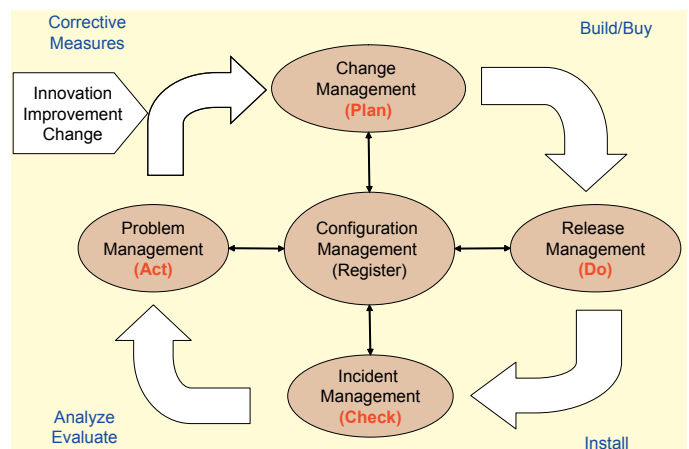 Corrective
Measures
Build/Buy
Innovation
Improvement
Change
Change
Management
(Plan)
Problem
Management
(Act)
Configuration
Management
(Register)
Release
Management
(Do)
Incident
Management
(Check)
Analyze
Evaluate
Install